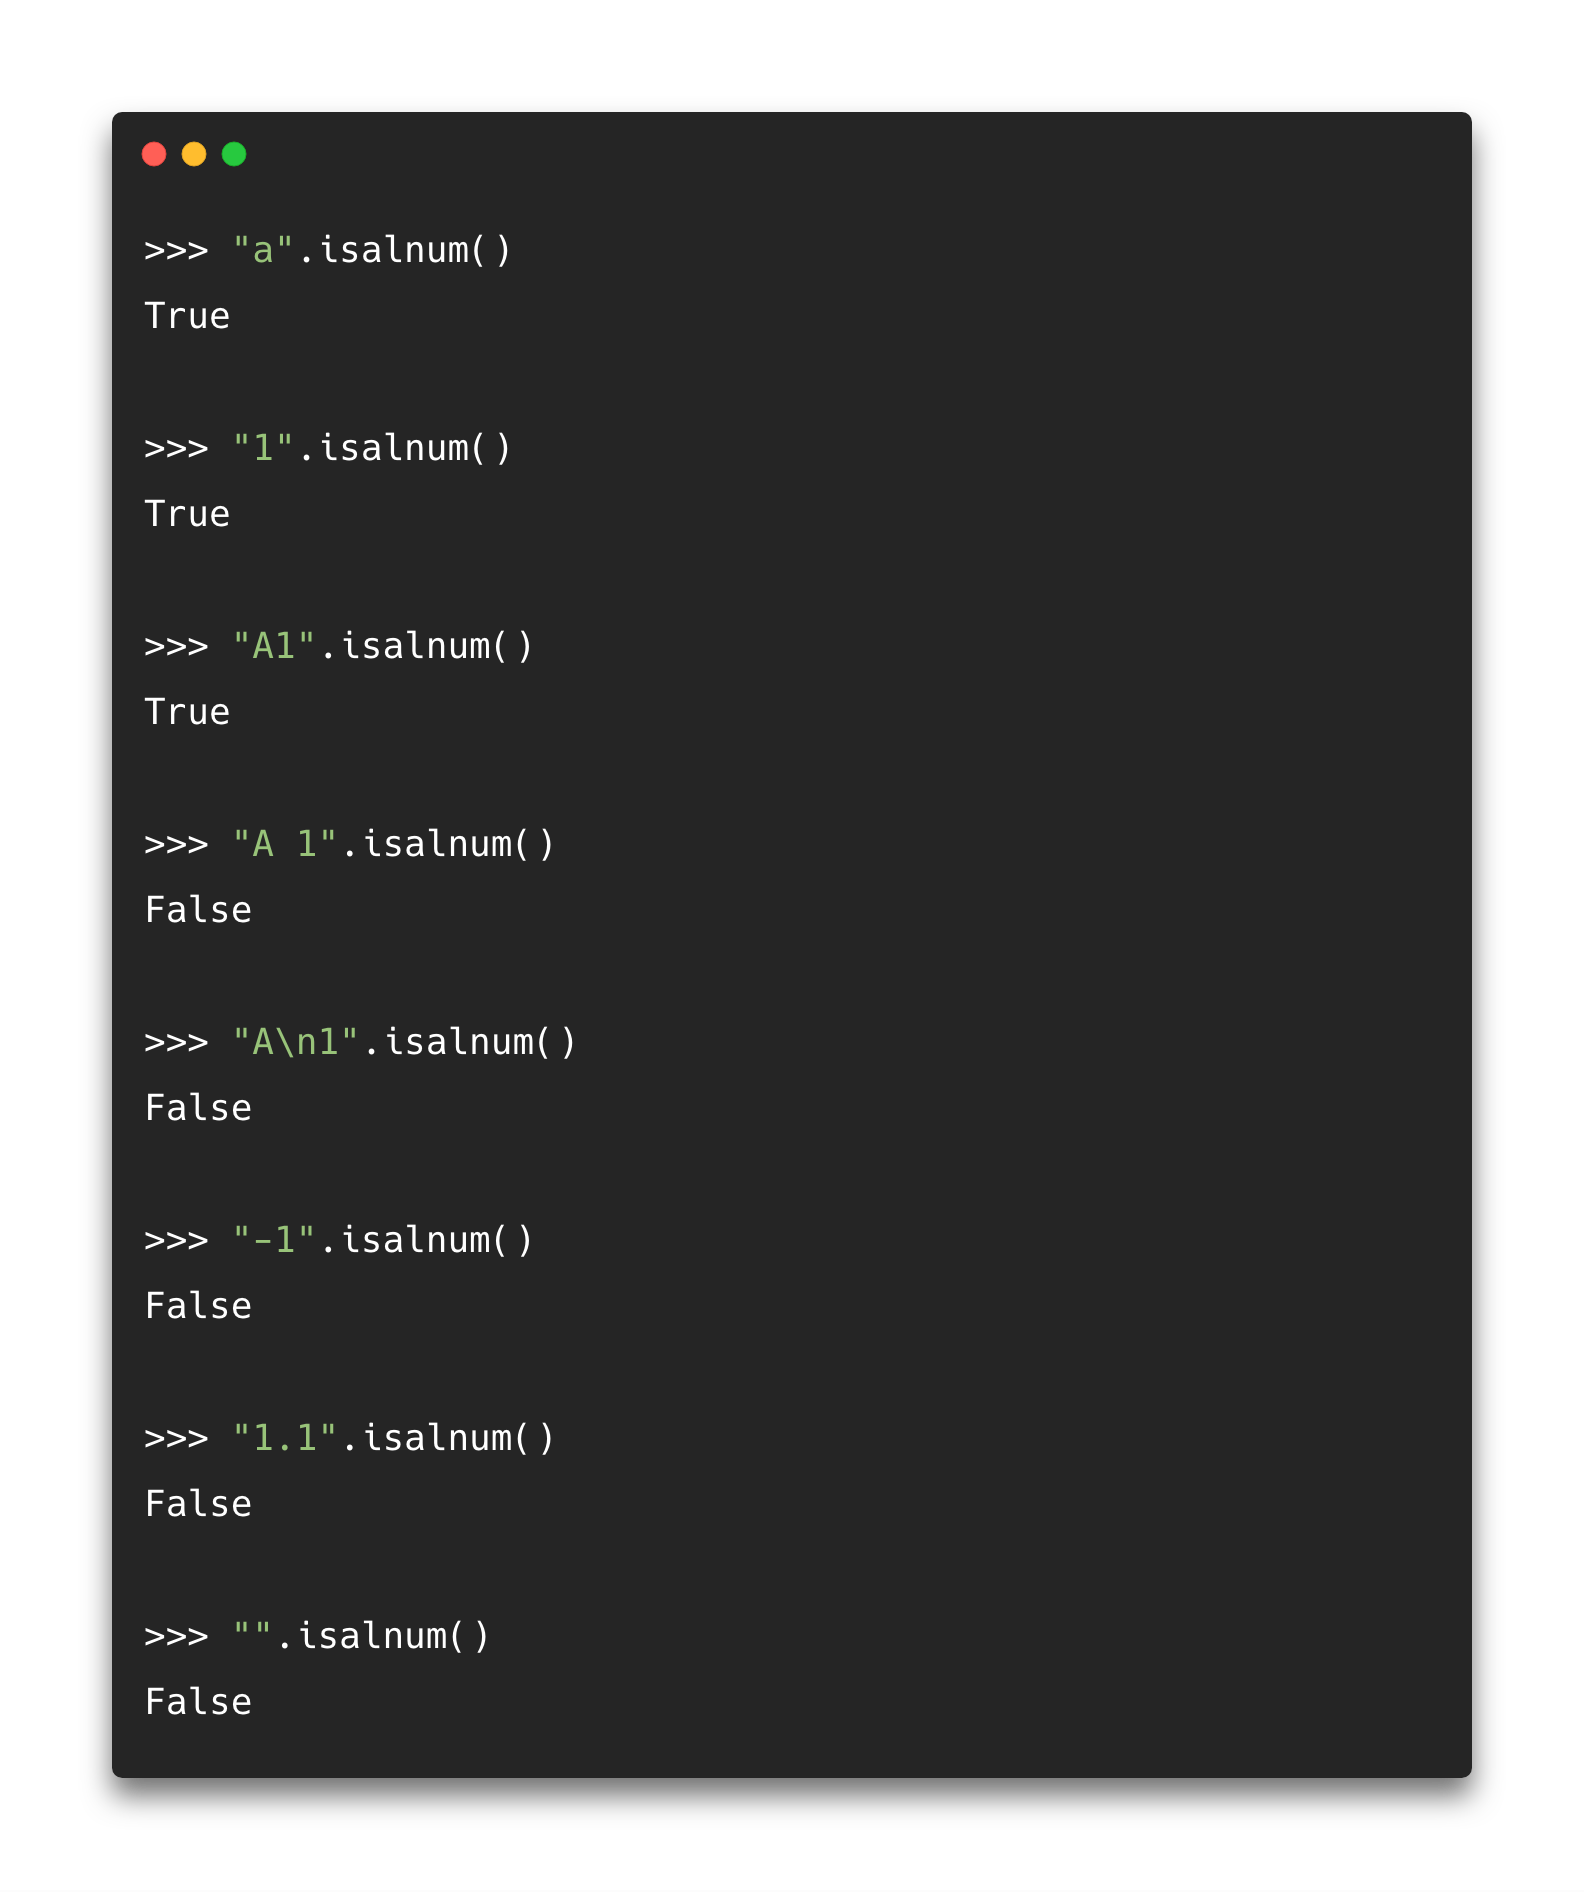 >>> "a".isalnum()
True
>>> "1".isalnum()
True
>>> "A1".isalnum()
True
>>> "A 1".isalnum()
False
>>> "A\n1".isalnum()
False
>>> "-1".isalnum()
False
>>> "1.1".isalnum()
False
>>> "".isalnum()
False